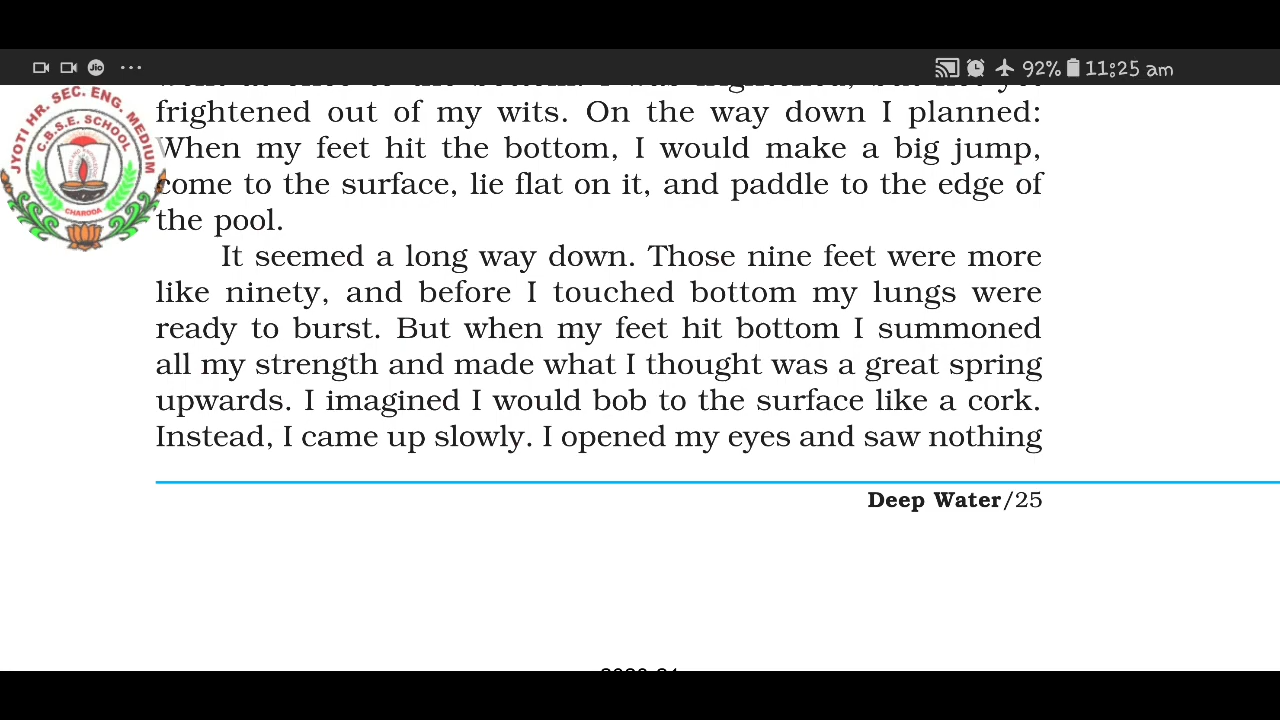 92% 11:25 am
Jio
JYOTI HR. SEC. ENG. MEDIUM
C.B.S.E. SCHOOL
CHARODA
frightened out of my wits. On the way down I planned:
When my feet hit the bottom, I would make a big jump,
come to the surface, lie flat on it, and paddle to the edge of
the pool.
It seemed a long way down. Those nine feet were more
like ninety, and before I touched bottom my lungs were
ready to burst. But when my feet hit bottom I summoned
all my strength and made what I thought was a great spring
upwards. I imagined I would bob to the surface like a cork.
Instead, I came up slowly. I opened my eyes and saw nothing
Deep Water/25